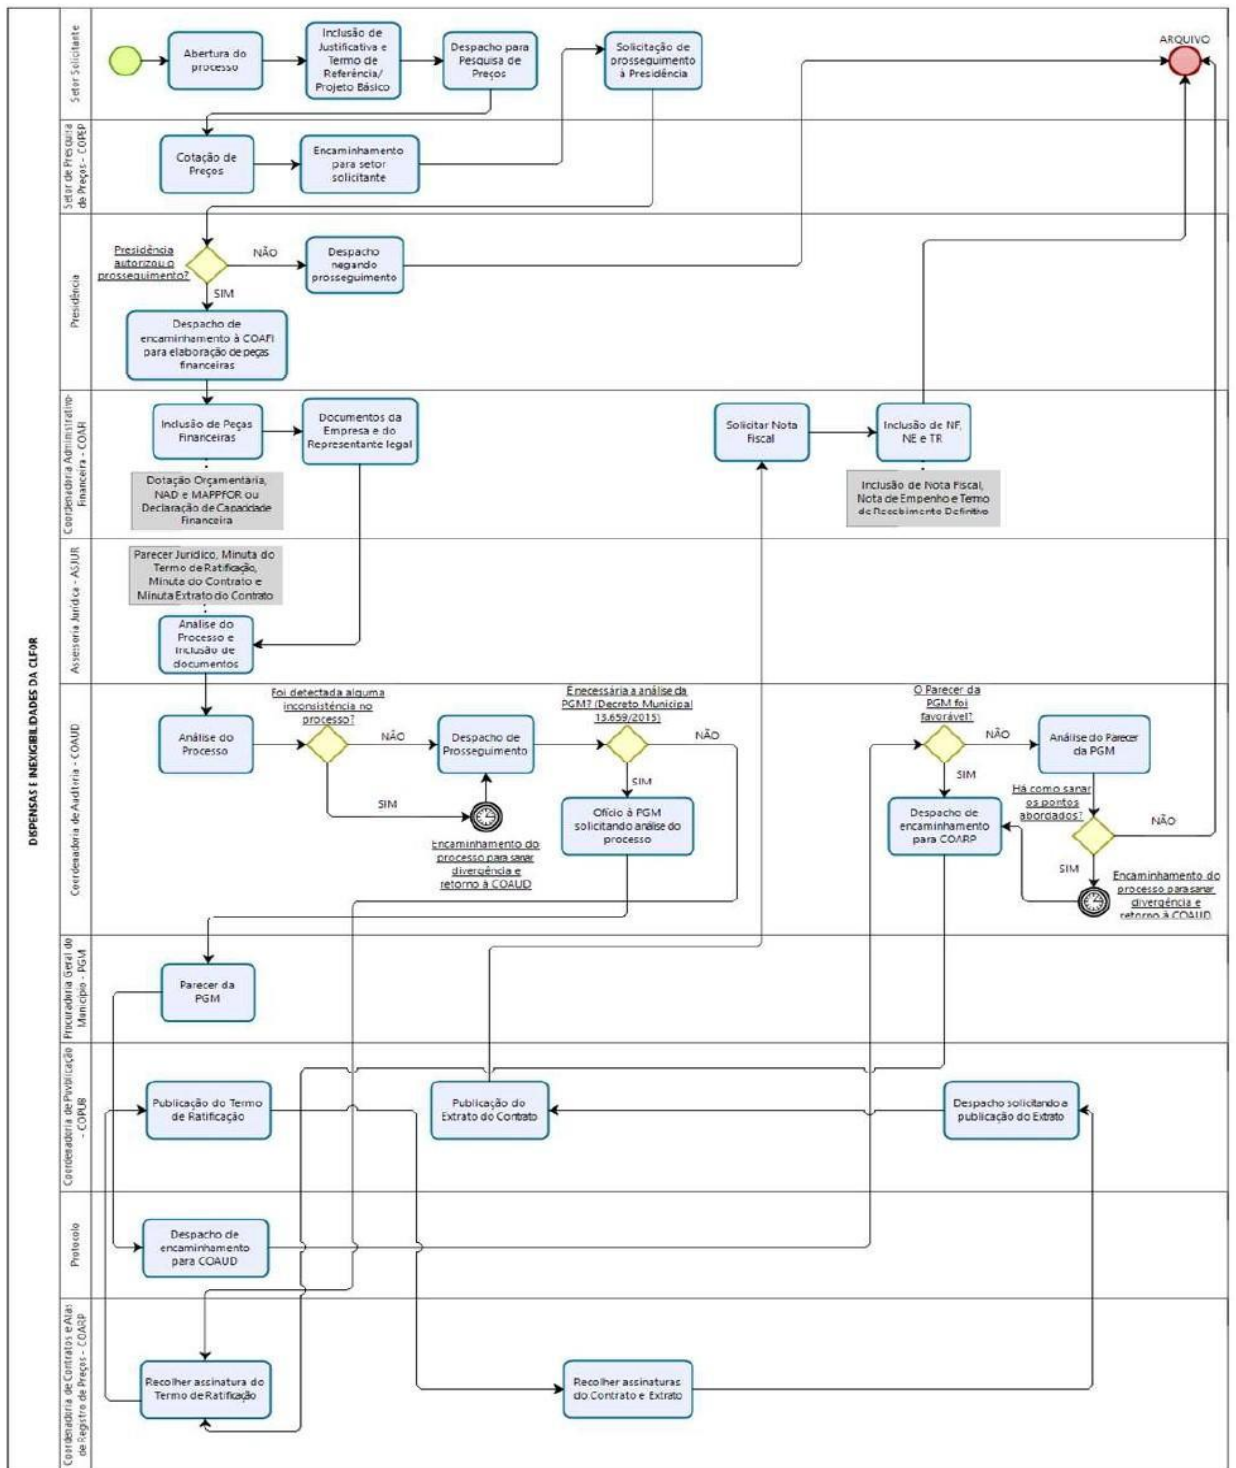 DISPENSAS E INEXIGIBILIDADES DA CLFOR
Setor Solicitante
Abertura do
processo
Inclusão de
Justificativa e
Termo de
Referência/
Projeto Básico
Despacho para
Pesquisa de
Preços
Solicitação de
prosseguimento
à Presidência
ARQUIVO
Setor de Presquisa
de Preços - COPEP
Cotação de
Preços
Encaminhamento
para setor
solicitante
Presidência
Presidência
autorizou o
prosseguimento?
NÃO
SIM
Despacho
negando
prosseguimento
Despacho de
encaminhamento à COAFI
para elaboração de peças
financeiras
Coordenadoria Administrativo-
Financeira - COAFI
Inclusão de Peças
Financeiras
Documentos da
Empresa e do
Representante legal
Dotação Orçamentária,
NAD e MAPPFOR ou
Declaração de Capacidade
Financeira
Solicitar Nota
Fiscal
Inclusão de NF,
NE e TR
Inclusão de Nota Fiscal,
Nota de Empenho e Termo
de Recebimento Definitivo
Assessoria Jurídica - ASJUR
Parecer Jurídico, Minuta do
Termo de Ratificação,
Minuta do Contrato e
Minuta Extrato do Contrato
Análise do
Processo e
Inclusão de
documentos
Coordenadoria de Auditoria - COAUD
Análise do
Processo
Foi detectada alguma
inconsistência no
processo?
NÃO
SIM
Despacho de
Prosseguimento
Encaminhamento do
processo para sanar
divergência e
retorno à COAUD
É necessária a análise da
PGM? (Decreto Municipal
13.659/2015)
NÃO
SIM
Ofício à PGM
solicitando análise do
processo
O Parecer da
PGM foi
favorável?
NÃO
SIM
Análise do Parecer
da PGM
Despacho de
encaminhamento
para COARP
Há como sanar
os pontos
abordados?
NÃO
SIM
Encaminhamento do
processo para sanar
divergência e
retorno à COAUD
Procuradoria Geral do
Município - PGM
Parecer da
PGM
Coordenadoria de
- COPUB
Publicação do Termo
de Ratificação
Publicação do
Extrato do Contrato
Despacho solicitando a
publicação do Extrato
Protocolo
Despacho de
encaminhamento
para COAUD
Coordenadoria de Contratos e Atas
de Registro de Preços - COARP
Recolher assinatura do
Termo de Ratificação
Recolher assinaturas
do Contrato e Extrato